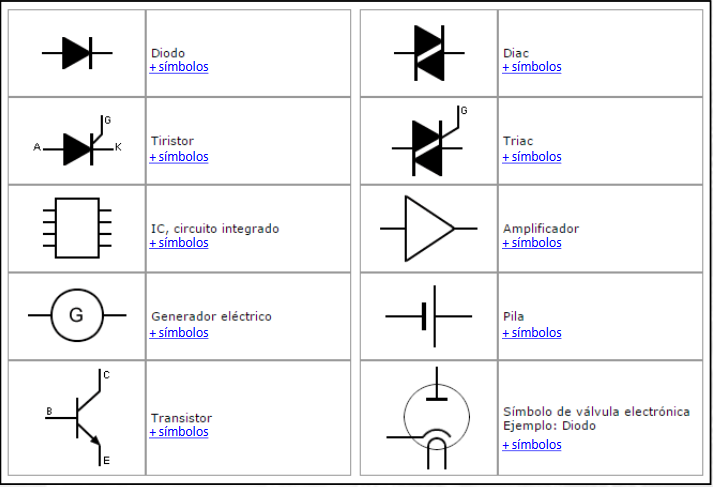 Diodo
+ símbolos
Diac
+ símbolos
G
A
K
Tiristor
+ símbolos
G
Triac
+ símbolos
IC, circuito integrado
+ símbolos
Amplificador
+ símbolos
G
Generador eléctrico
+ símbolos
Pila
+ símbolos
C
B
E
Transistor
+ símbolos
Símbolo de válvula electrónica
Ejemplo: Diodo
+ símbolos